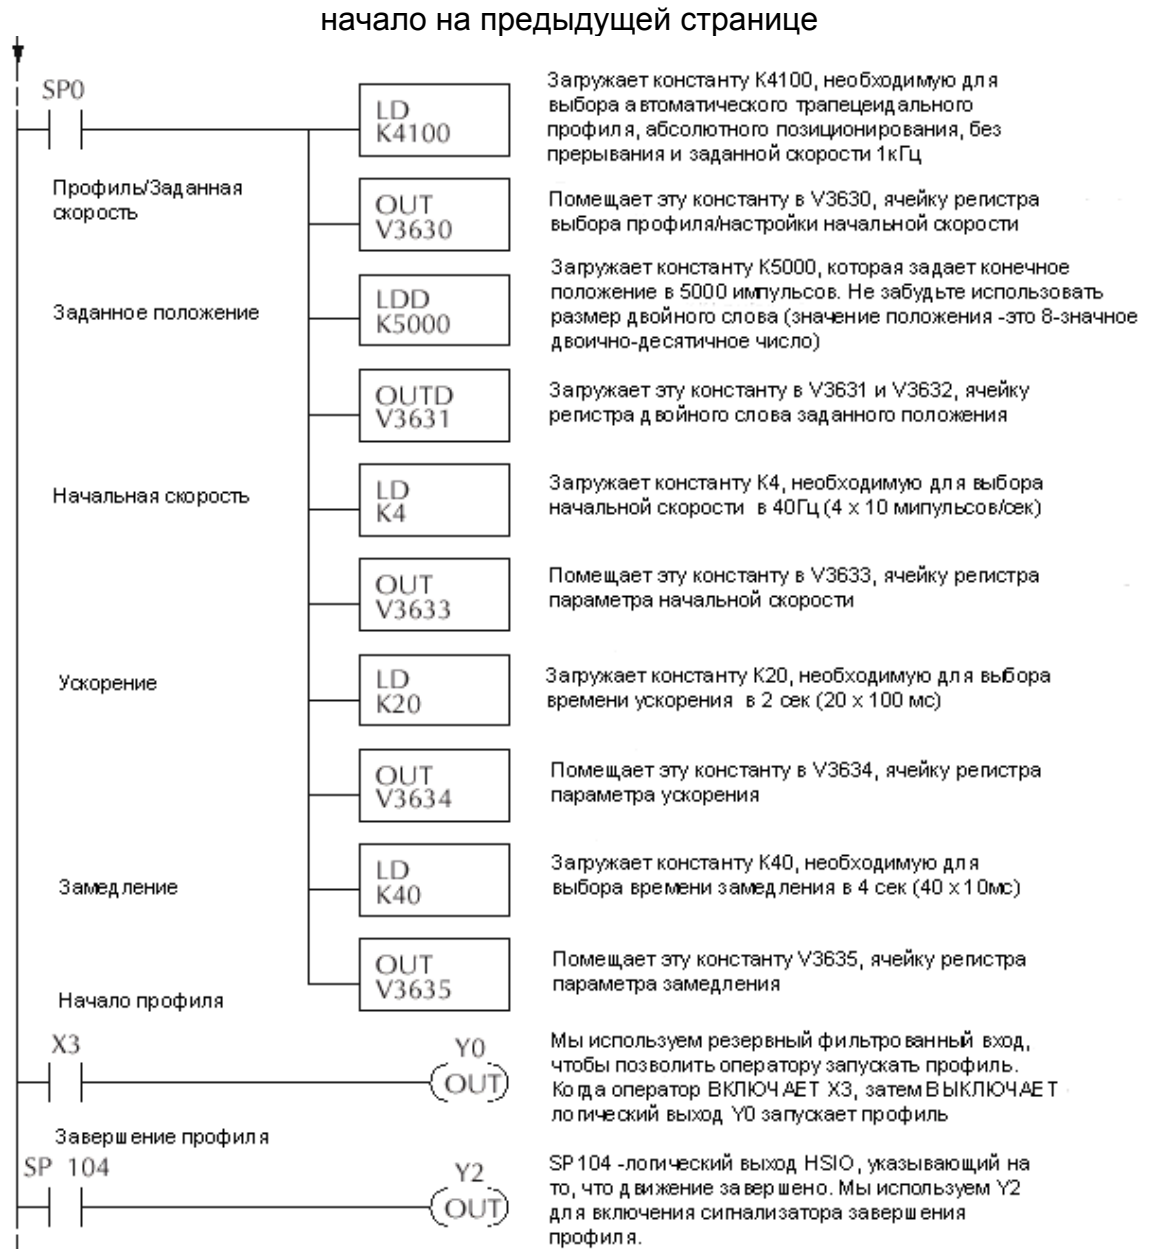 начало на предыдущей странице
SP0
LD
K4100
Загружает константу K4100, необходимую для
выбора автоматического трапецеидального
профиля, абсолютного позиционирования, без
прерывания и заданной скорости 1кГц
Профиль/Заданная
скорость
OUT
V3630
Помещает эту константу в V3630, ячейку регистра
выбора профиля/настройки начальной скорости
Заданное положение
LDD
K5000
Загружает константу K5000, которая задает конечное
положение в 5000 импульсов. Не забудьте использовать
размер двойного слова (значение положения -это 8-значное
двоично-десятичное число)
OUTD
V3631
Загружает эту константу в V3631 и V3632, ячейку
регистра двойного слова заданного положения
Начальная скорость
LD
K4
Загружает константу K4, необходимую для выбора
начальной скорости в 40Гц (4 x 10 мипульсов/сек)
OUT
V3633
Помещает эту константу в V3633, ячейку регистра
параметра начальной скорости
Ускорение
LD
K20
Загружает константу K20, необходимую для выбора
времени ускорения в 2 сек (20 x 100 мс)
OUT
V3634
Помещает эту константу в V3634, ячейку регистра
параметра ускорения
Замедление
LD
K40
Загружает константу K40, необходимую для
выбора времени замедления в 4 сек (40 x 10мс)
OUT
V3635
Помещает эту константу V3635, ячейку регистра
параметра замедления
Начало профиля
X3
Y0
OUT
Мы используем резервный фильтрованный вход,
чтобы позволить оператору запускать профиль.
Когда оператор ВКЛЮЧАЕТ X3, затем ВЫКЛЮЧАЕТ
логический выход Y0 запускает профиль
Завершение профиля
SP 104
Y2
OUT
SP104 -логический выход HSIO, указывающий на
то, что движение завершено. Мы используем Y2
для включения сигнализатора завершения
профиля.